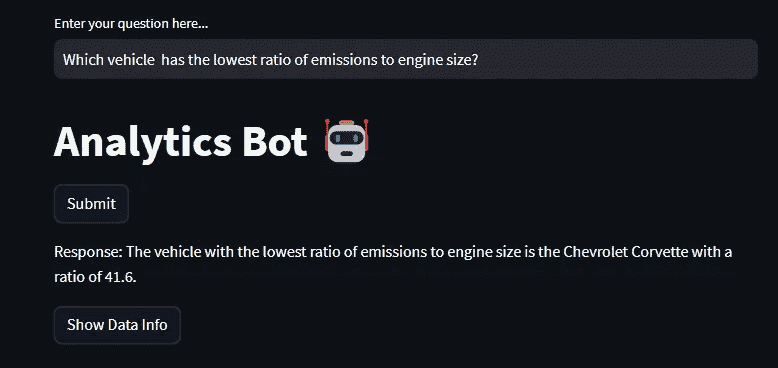 Enter your question here...
Which vehicle has the lowest ratio of emissions to engine size?
Analytics Bot
Submit
Response: The vehicle with the lowest ratio of emissions to engine size is the Chevrolet Corvette with a
ratio of 41.6.
Show Data Info